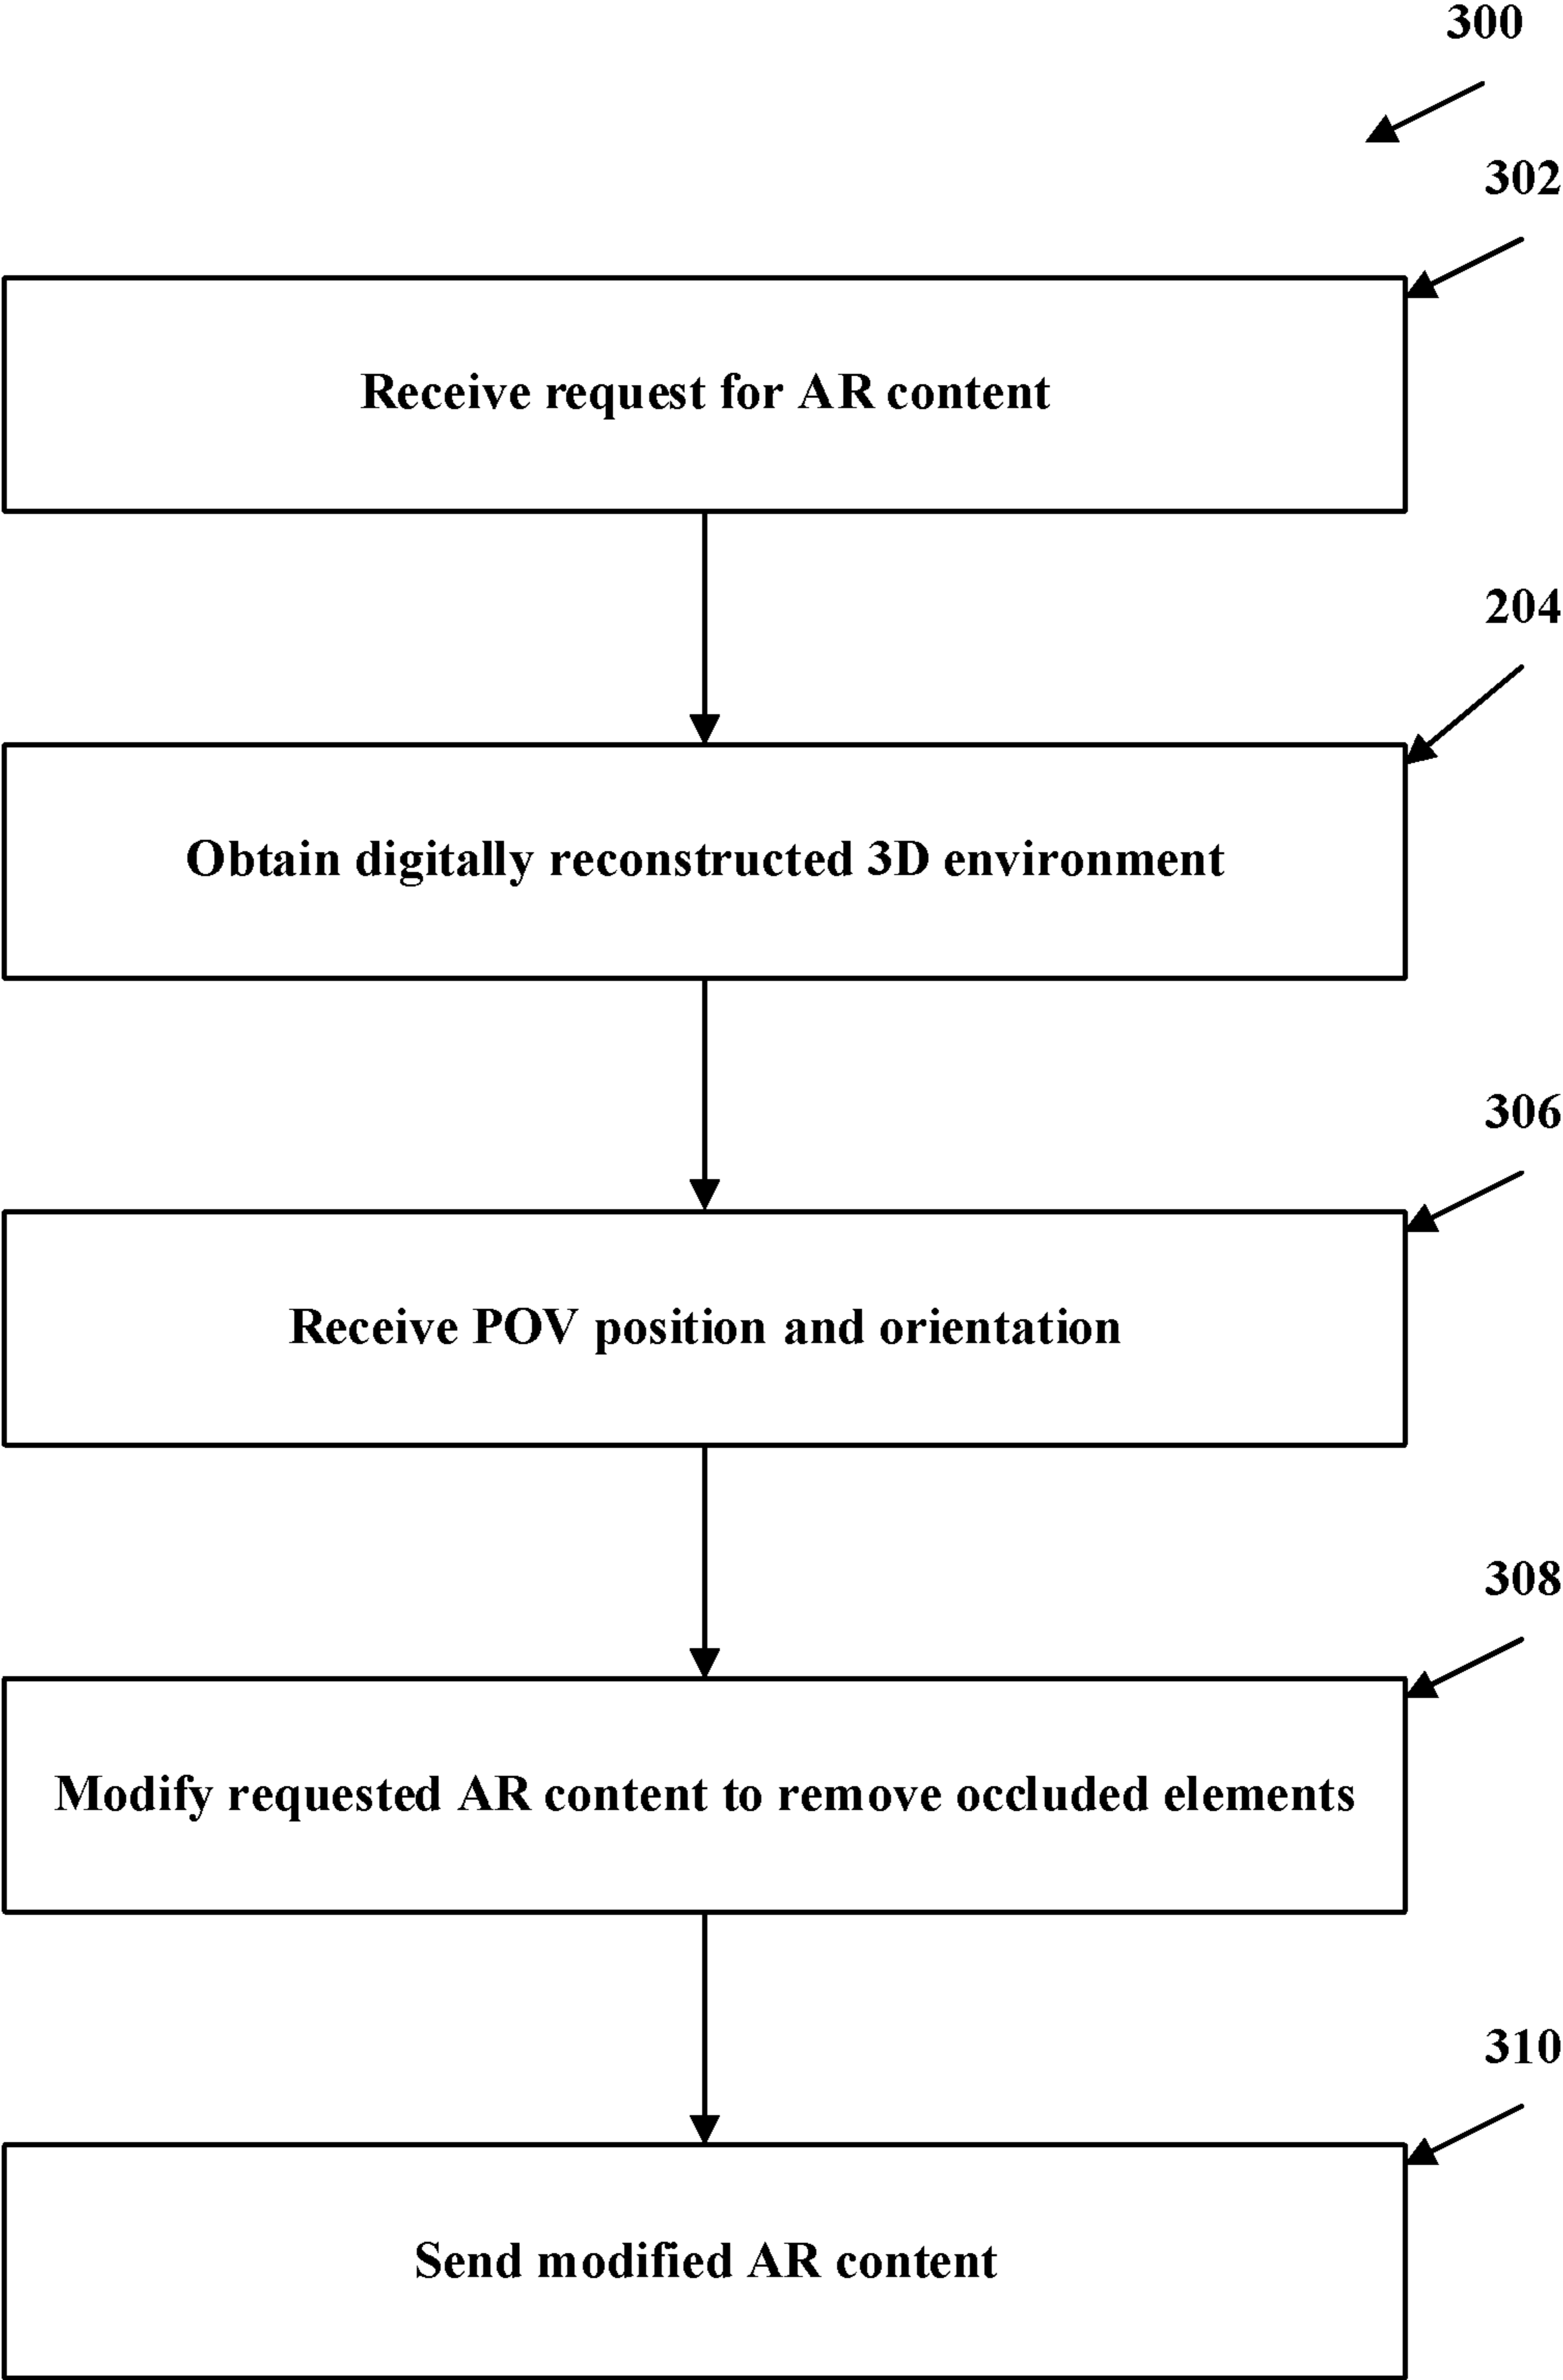 300
302
Receive request for AR content
204
Obtain digitally reconstructed 3D environment
306
Receive POV position and orientation
308
Modify requested AR content to remove occluded elements
310
Send modified AR content